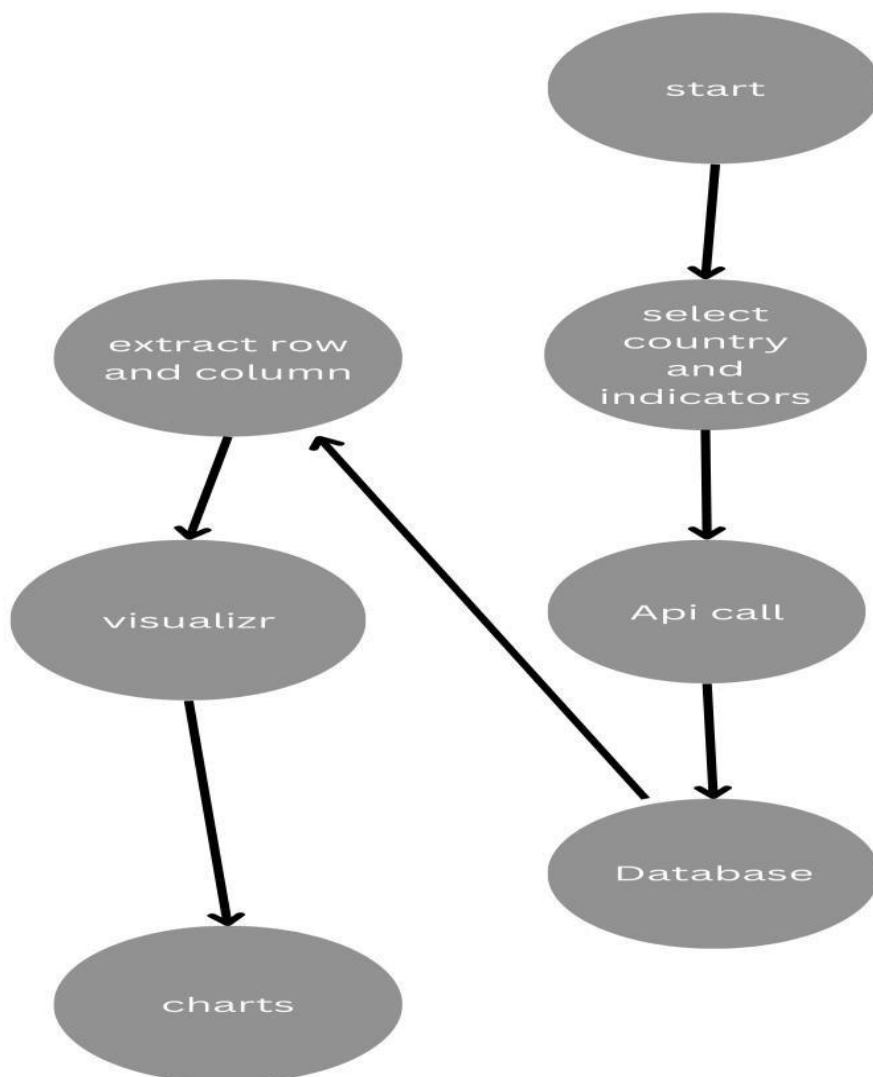 start
select
country
and
indicators
Api call
Database
extract row
and column
visualizr
charts